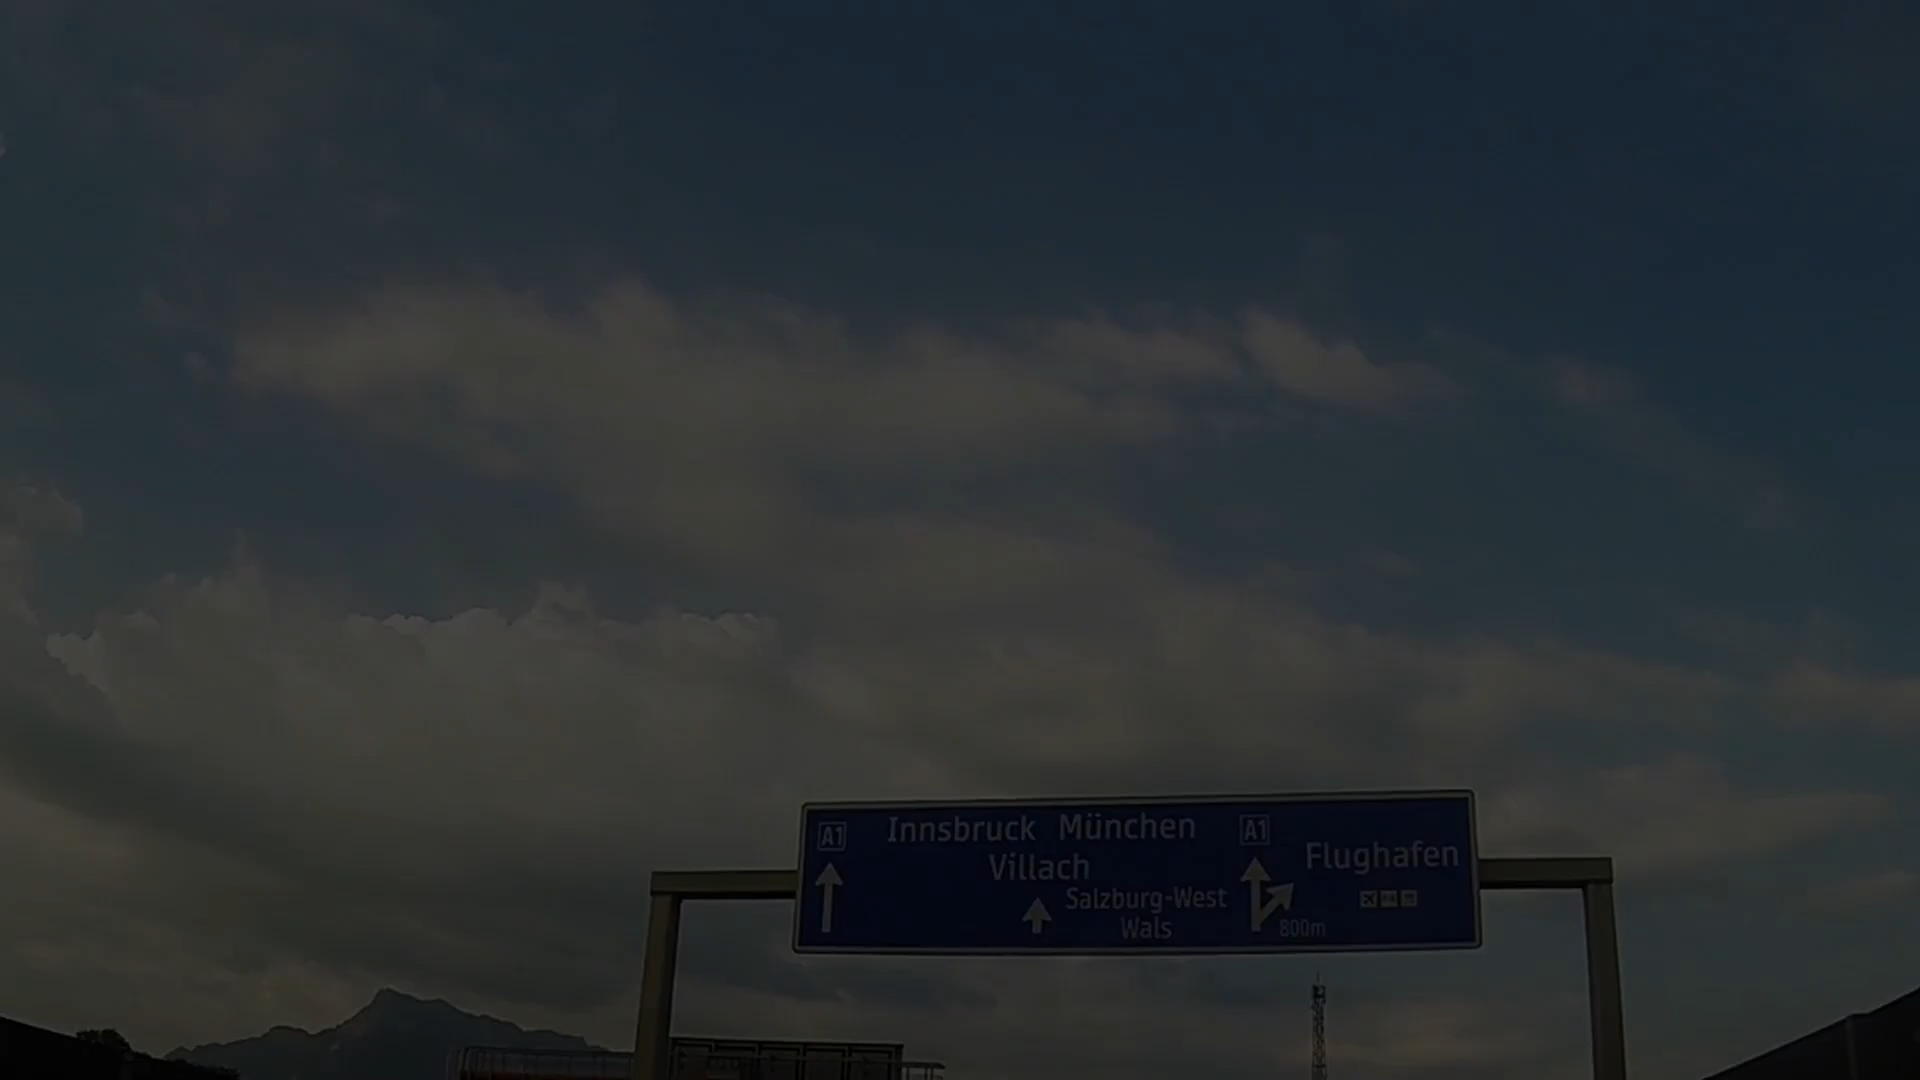 A1
Innsbruck München
Villach
Salzburg-West
Wals
A1
Flughafen
800m